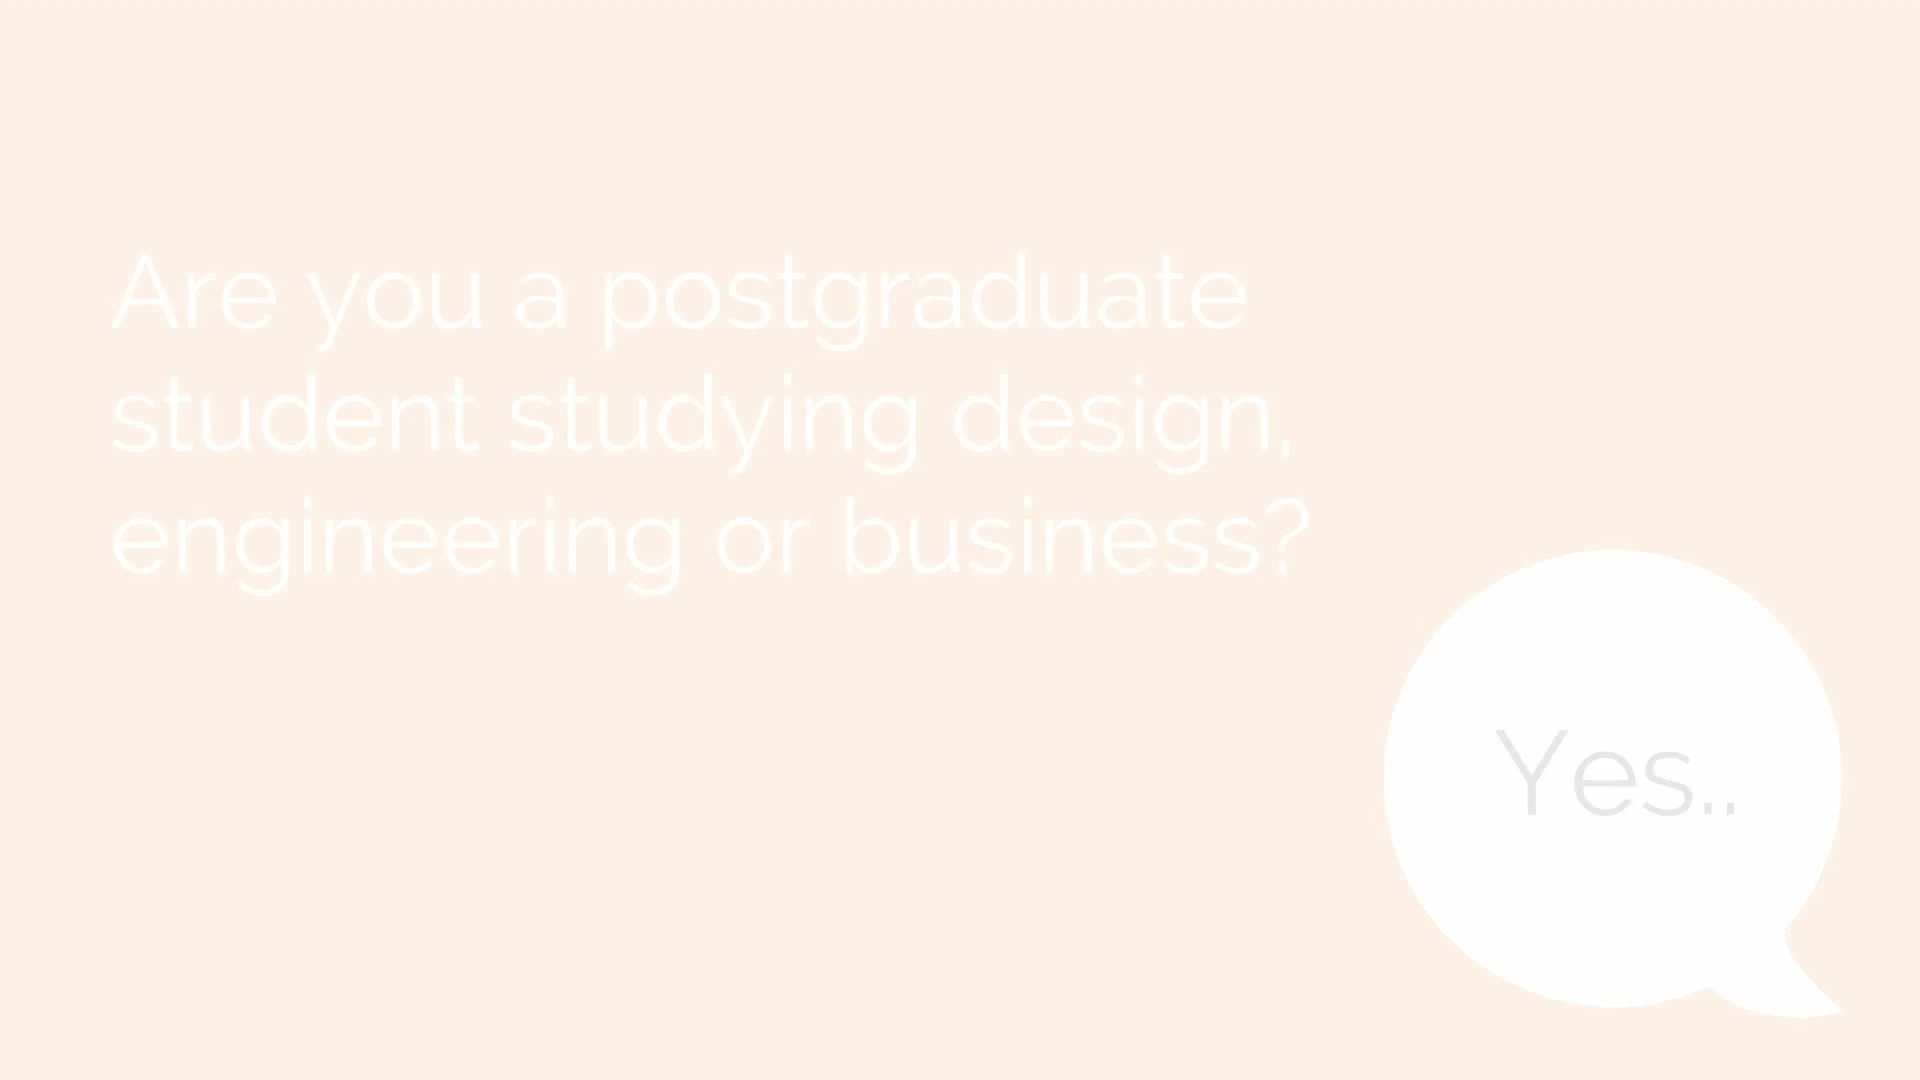 Are you a postgraduate
student studying design,
engineering or business?
Yes..